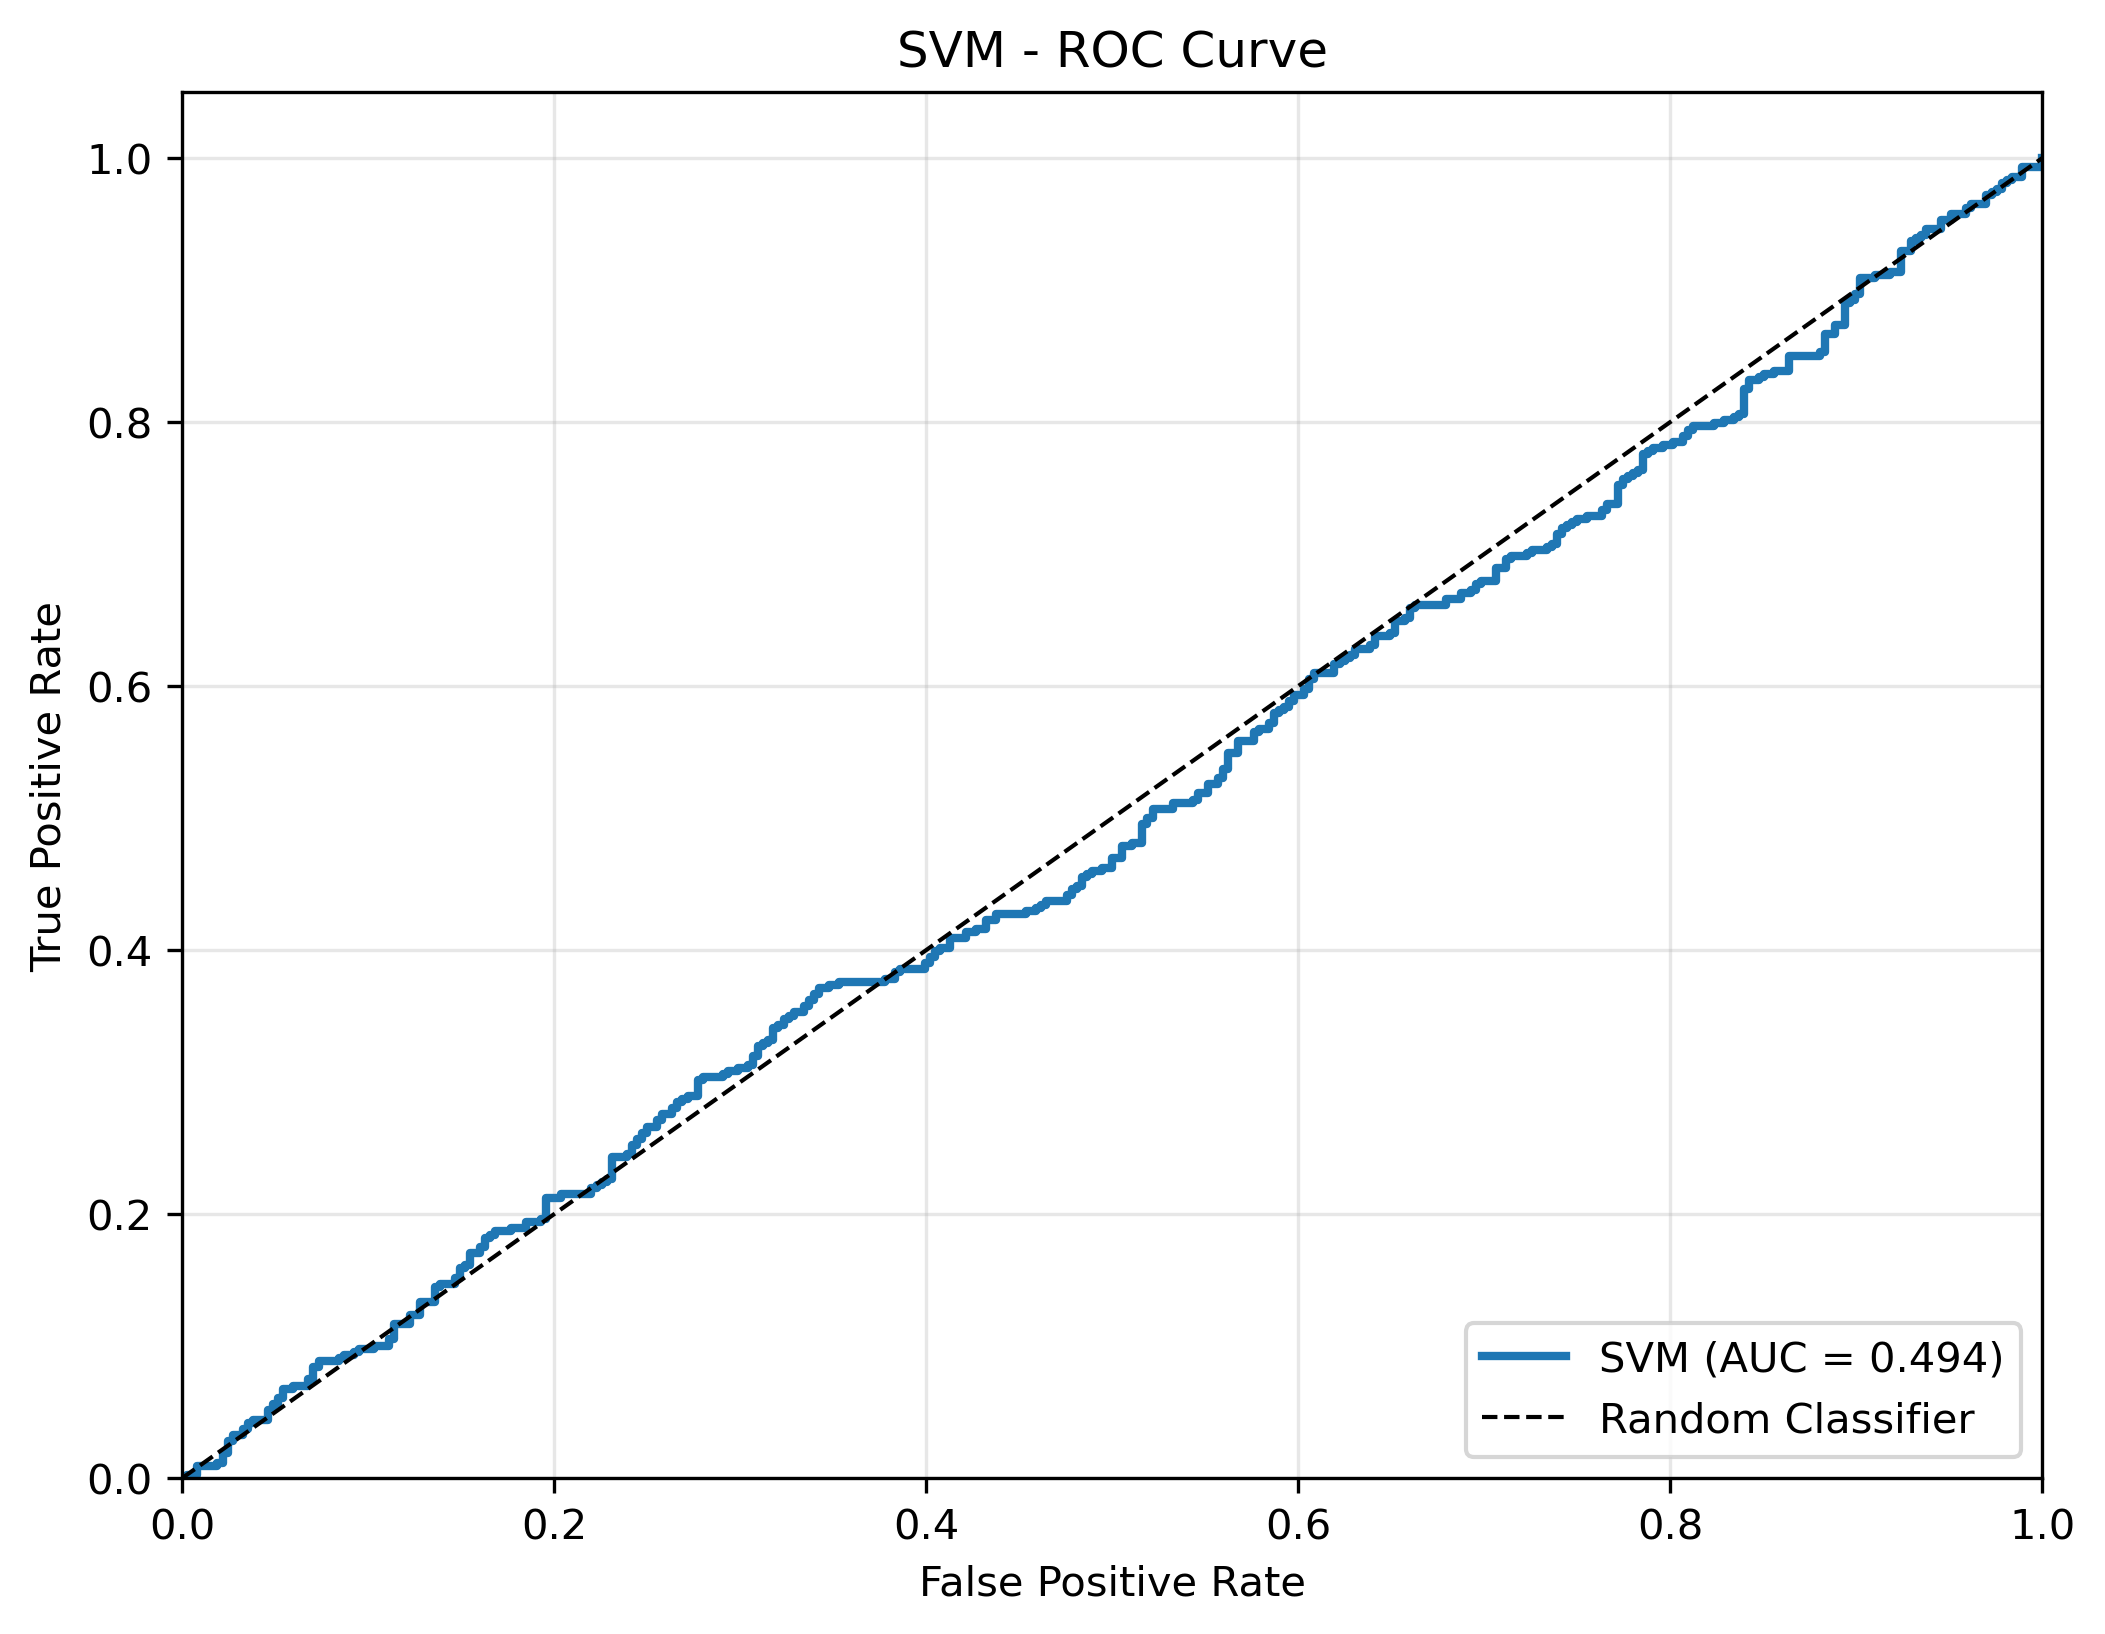 SVM - ROC Curve
True Positive Rate
1.0
0.8
0.6
0.4
0.2
0.0
SVM (AUC = 0.494)
Random Classifier
0.0 0.2 0.4 0.6 0.8 1.0
False Positive Rate